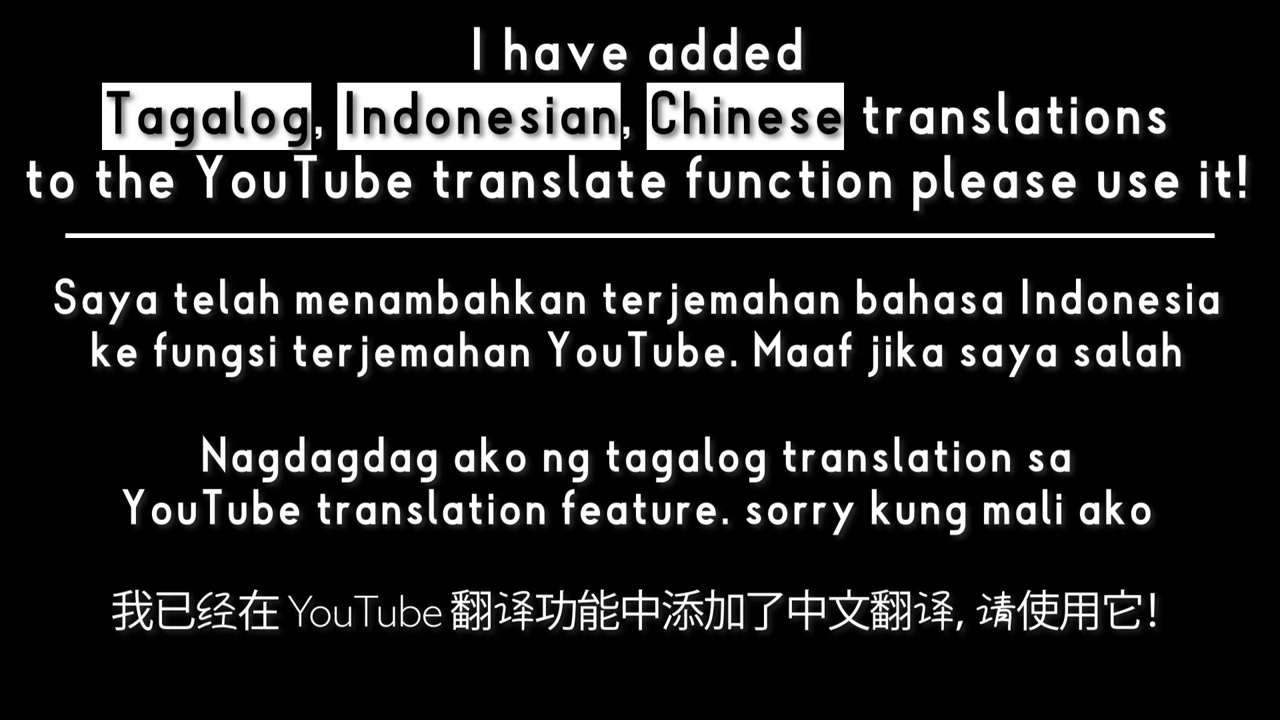 I have added
Tagalog, Indonesian, Chinese translations
to the YouTube translate function please use it!
Saya telah menambahkan terjemahan bahasa Indonesia
ke fungsi terjemahan YouTube. Maaf jika saya salah
Nagdagdag ako ng tagalog translation sa
YouTube translation feature. sorry kung mali ako
我已经在 YouTube 翻译功能中添加了中文翻译, 请使用它!